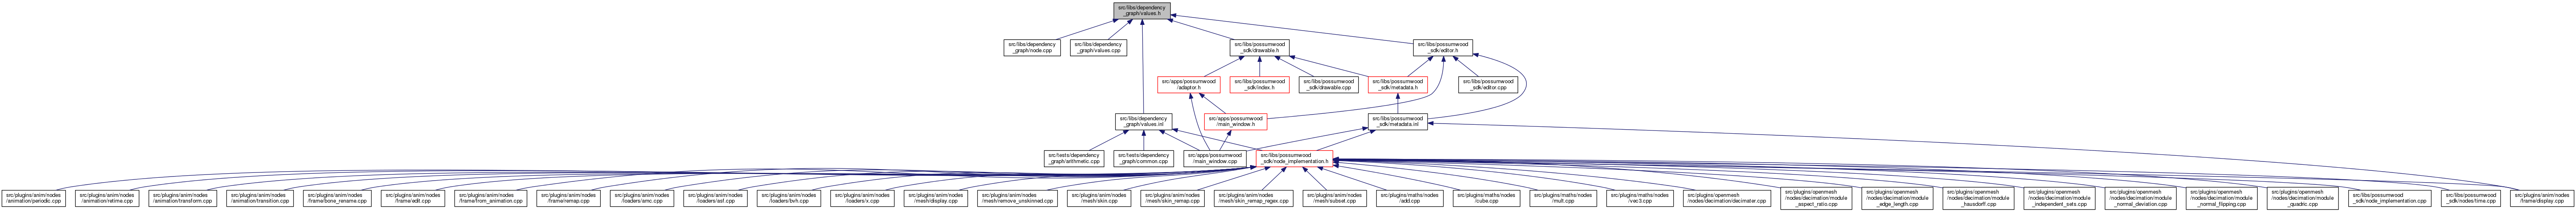 src/libs/dependency
_graph/values.h
src/libs/dependency
_graph/node.cpp
src/libs/dependency
_graph/values.cpp
src/libs/possumwood
_sdk/drawable.h
src/libs/possumwood
_sdk/editor.h
src/apps/possumwood
/adaptor.h
src/libs/possumwood
_sdk/index.h
src/libs/possumwood
_sdk/drawable.cpp
src/libs/possumwood
_sdk/metadata.h
src/libs/possumwood
_sdk/editor.cpp
src/libs/dependency
_graph/values.inl
src/apps/possumwood
/main_window.h
src/libs/possumwood
_sdk/metadata.inl
src/tests/dependency
_graph/arithmetic.cpp
src/tests/dependency
_graph/common.cpp
src/apps/possumwood
/main_window.cpp
src/libs/possumwood
_sdk/node_implementation.h
src/plugins/anim/nodes
/animation/periodic.cpp
src/plugins/anim/nodes
/animation/retime.cpp
src/plugins/anim/nodes
/animation/transform.cpp
src/plugins/anim/nodes
/animation/transition.cpp
src/plugins/anim/nodes
/frame/bone_rename.cpp
src/plugins/anim/nodes
/frame/edit.cpp
src/plugins/anim/nodes
/frame/from_animation.cpp
src/plugins/anim/nodes
/frame/remap.cpp
src/plugins/anim/nodes
/loaders/amc.cpp
src/plugins/anim/nodes
/loaders/asf.cpp
src/plugins/anim/nodes
/loaders/bvh.cpp
src/plugins/anim/nodes
/loaders/x.cpp
src/plugins/anim/nodes
/mesh/display.cpp
src/plugins/anim/nodes
/mesh/remove_unskinned.cpp
src/plugins/anim/nodes
/mesh/skin.cpp
src/plugins/anim/nodes
/mesh/skin_remap.cpp
src/plugins/anim/nodes
/mesh/skin_remap_regex.cpp
src/plugins/anim/nodes
/mesh/subset.cpp
src/plugins/maths/nodes
/add.cpp
src/plugins/maths/nodes
/cube.cpp
src/plugins/maths/nodes
/mult.cpp
src/plugins/maths/nodes
/vec3.cpp
src/plugins/openmesh
/nodes/decimation/decimater.cpp
src/plugins/openmesh
/nodes/decimation/module
_aspect_ratio.cpp
src/plugins/openmesh
/nodes/decimation/module
_edge_length.cpp
src/plugins/openmesh
/nodes/decimation/module
_hausdorff.cpp
src/plugins/openmesh
/nodes/decimation/module
_independent_sets.cpp
src/plugins/openmesh
/nodes/decimation/module
_normal_deviation.cpp
src/plugins/openmesh
/nodes/decimation/module
_normal_flipping.cpp
src/plugins/openmesh
/nodes/decimation/module
_quadric.cpp
src/libs/possumwood
_sdk/node_implementation.cpp
src/libs/possumwood
_sdk/nodes/time.cpp
src/plugins/anim/nodes
/frame/display.cpp